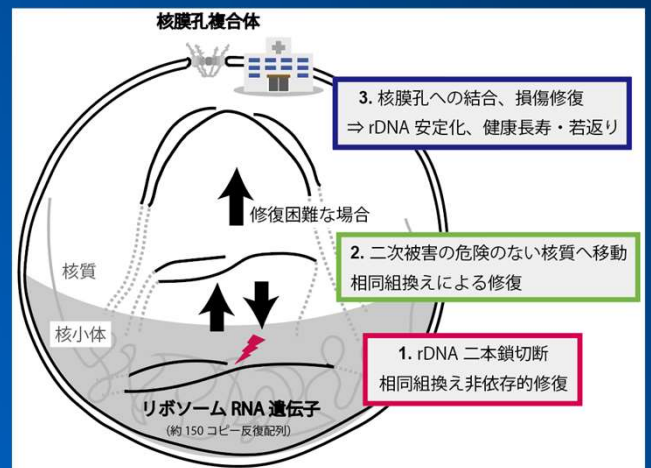 核膜孔複合体
3. 核膜孔への結合、損傷修復
⇒ rDNA 安定化、健康長寿・若返り
修復困難な場合
核質
2. 二次被害の危険のない核質へ移動
相同組換えによる修復
核小体
1. rDNA 二本鎖切断
相同組換え非依存的修復
リボソーム RNA 遺伝子
(約 150 コピー反復配列)